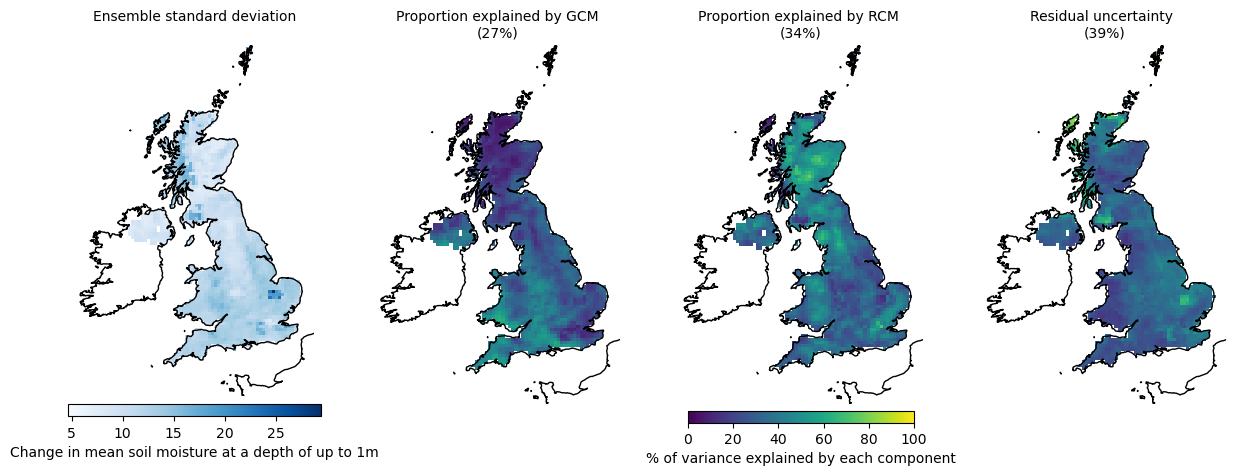 Ensemble standard deviation
Proportion explained by GCM
(27%)
Proportion explained by RCM
(34%)
Residual uncertainty
(39%)
5 10 15 20 25
Change in mean soil moisture at a depth of up to 1m
0 20 40 60 80 100
% of variance explained by each component